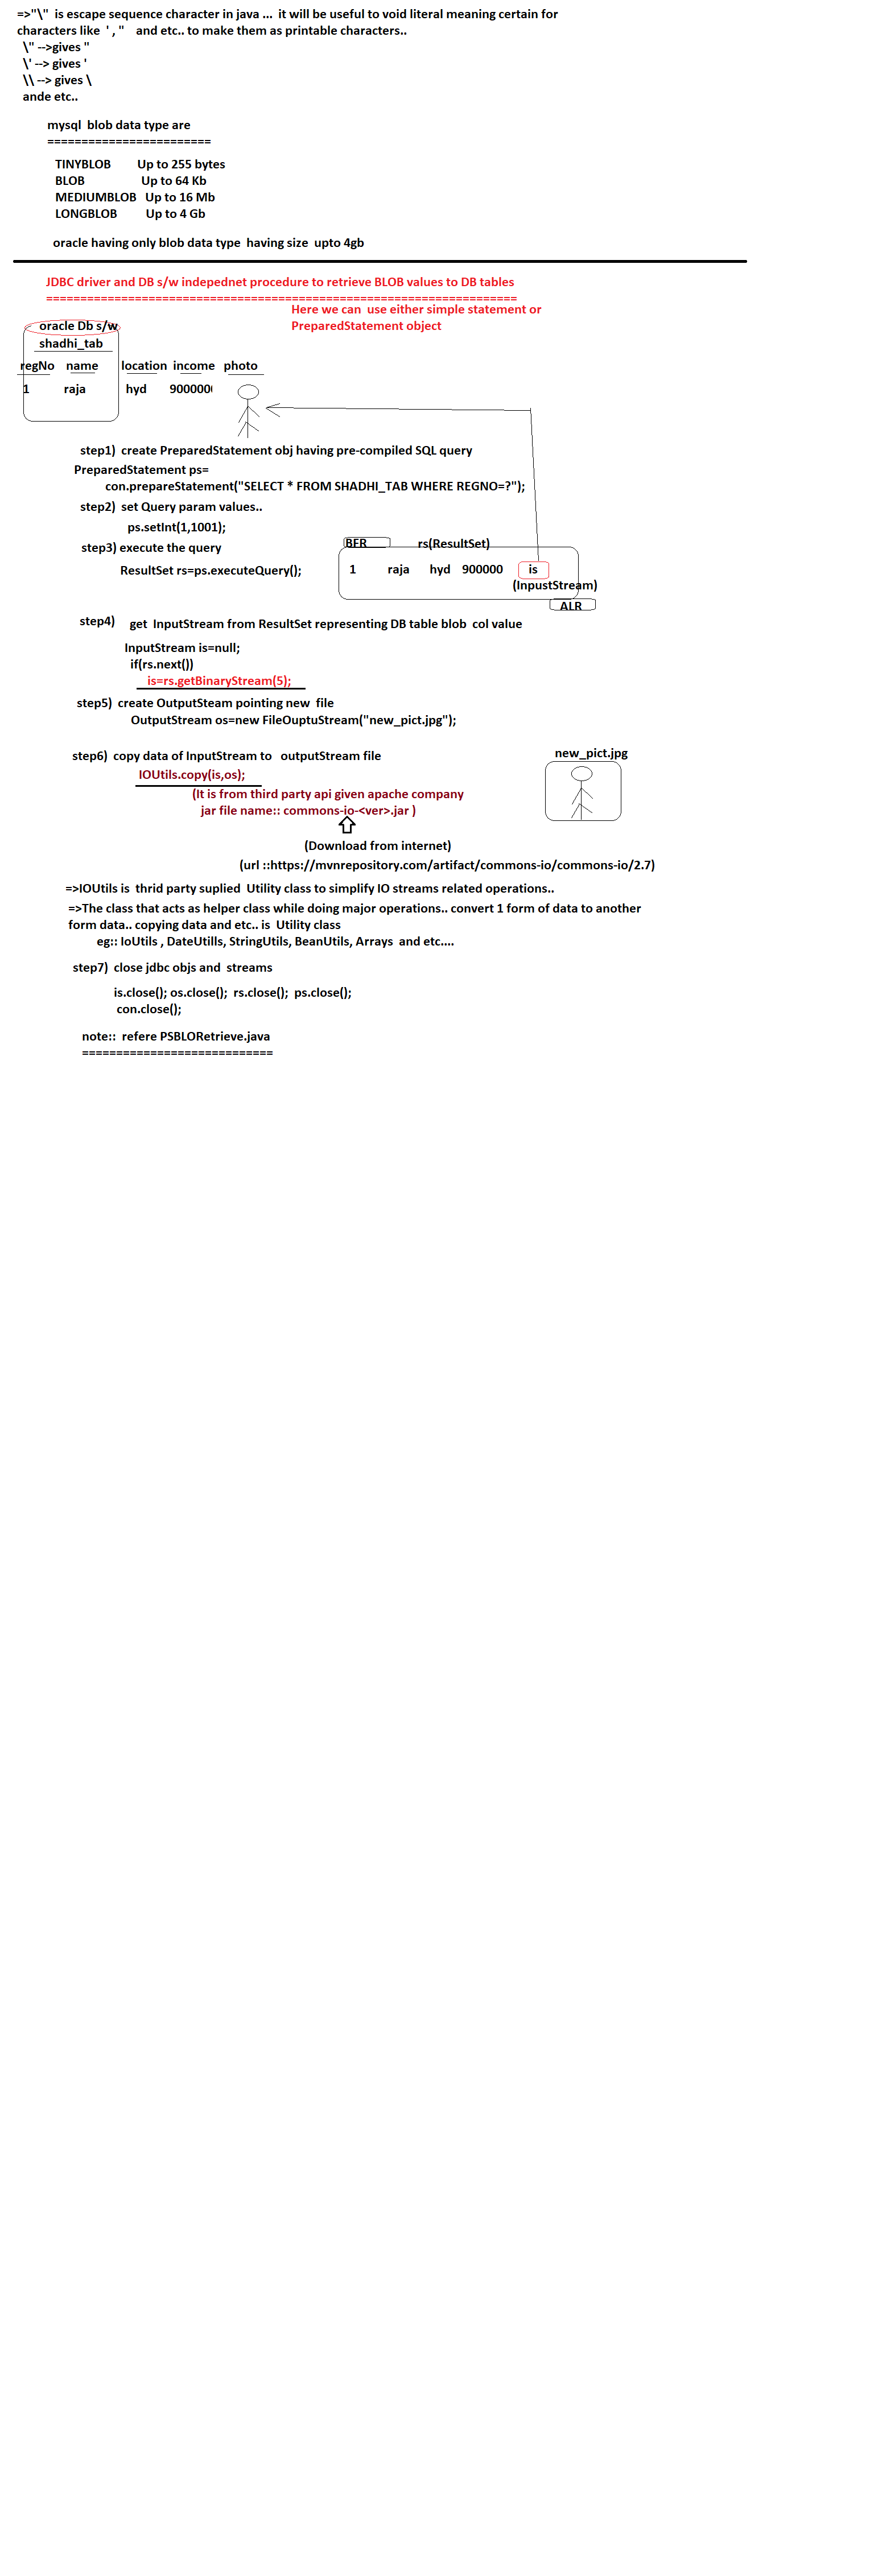 =>"\" is escape sequence character in java ... it will be useful to void literal meaning certain for
characters like ' , " and etc.. to make them as printable characters..
\" -->gives "
\' --> gives '
\\ --> gives \
ande etc..
mysql blob data type are
========================
TINYBLOB Up to 255 bytes
BLOB Up to 64 Kb
MEDIUMBLOB Up to 16 Mb
LONGBLOB Up to 4 Gb
oracle having only blob data type having size upto 4gb
JDBC driver and DB s/w indepednet procedure to retrieve BLOB values to DB tables
=====================================================================
Here we can use either simple statement or
PreparedStatement object
oracle Db s/w
shadhi_tab
regNo name location income photo
1 raja hyd 900000
step1) create PreparedStatement obj having pre-compiled SQL query
PreparedStatement ps=
con.prepareStatement("SELECT * FROM SHADHI_TAB WHERE REGNO=?");
step2) set Query param values..
ps.setInt(1,1001);
step3) execute the query
BFR rs(ResultSet)
ResultSet rs=ps.executeQuery();
1 raja hyd 900000 is
(InpustStream)
ALR
step4) get InputStream from ResultSet representing DB table blob col value
InputStream is=null;
if(rs.next())
is=rs.getBinaryStream(5);
step5) create OutputSteam pointing new file
OutputStream os=new FileOuptuStream("new_pict.jpg");
step6) copy data of InputStream to outputStream file
new_pict.jpg
IOUtils.copy(is,os);
(It is from third party api given apache company
jar file name:: commons-io-<ver>.jar )
(Download from internet)
(url ::https://mvnrepository.com/artifact/commons-io/commons-io/2.7)
=>IOUtils is thrid party suplied Utility class to simplify IO streams related operations..
=>The class that acts as helper class while doing major operations.. convert 1 form of data to another
form data.. copying data and etc.. is Utility class
eg:: IoUtils , DateUtills, StringUtils, BeanUtils, Arrays and etc....
step7) close jdbc objs and streams
is.close(); os.close(); rs.close(); ps.close();
con.close();
note:: refere PSBLORetrieve.java
============================